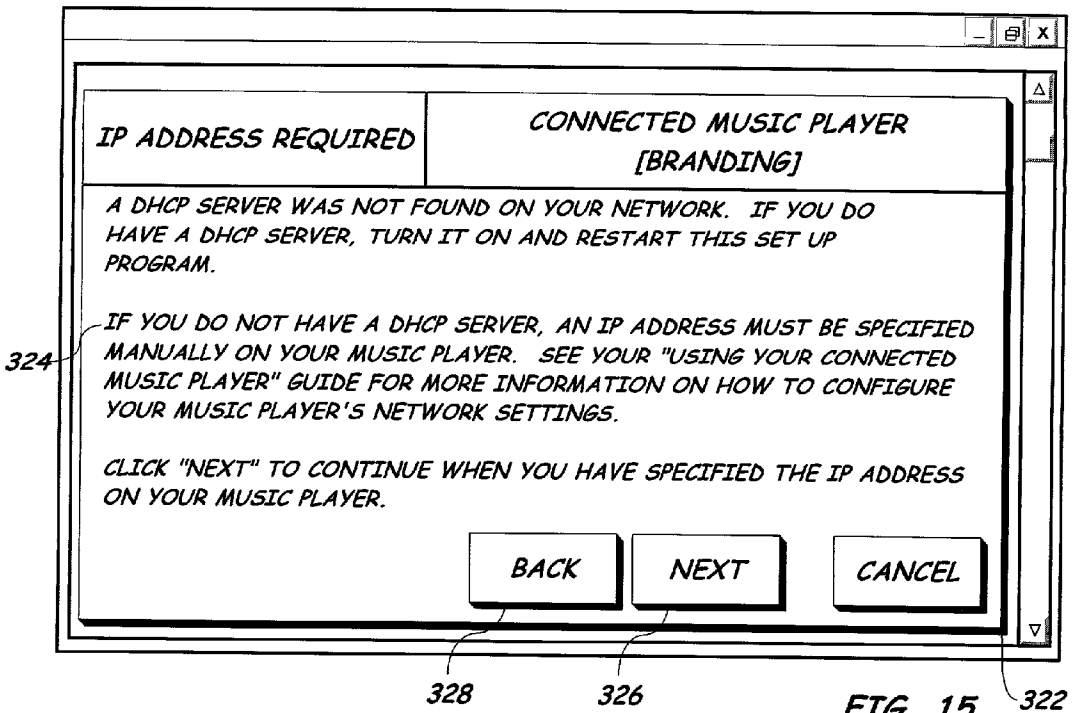 X
IP ADDRESS REQUIRED
CONNECTED MUSIC PLAYER
[BRANDING]
A DHCP SERVER WAS NOT FOUND ON YOUR NETWORK. IF YOU DO
HAVE A DHCP SERVER, TURN IT ON AND RESTART THIS SET UP
PROGRAM.
IF YOU DO NOT HAVE A DHCP SERVER, AN IP ADDRESS MUST BE SPECIFIED
324
MANUALLY ON YOUR MUSIC PLAYER. SEE YOUR "USING YOUR CONNECTED
MUSIC PLAYER" GUIDE FOR MORE INFORMATION ON HOW TO CONFIGURE
YOUR MUSIC PLAYER'S NETWORK SETTINGS.
CLICK "NEXT" TO CONTINUE WHEN YOU HAVE SPECIFIED THE IP ADDRESS
ON YOUR MUSIC PLAYER.
BACK NEXT CANCEL
328 326 322
FIG. 15